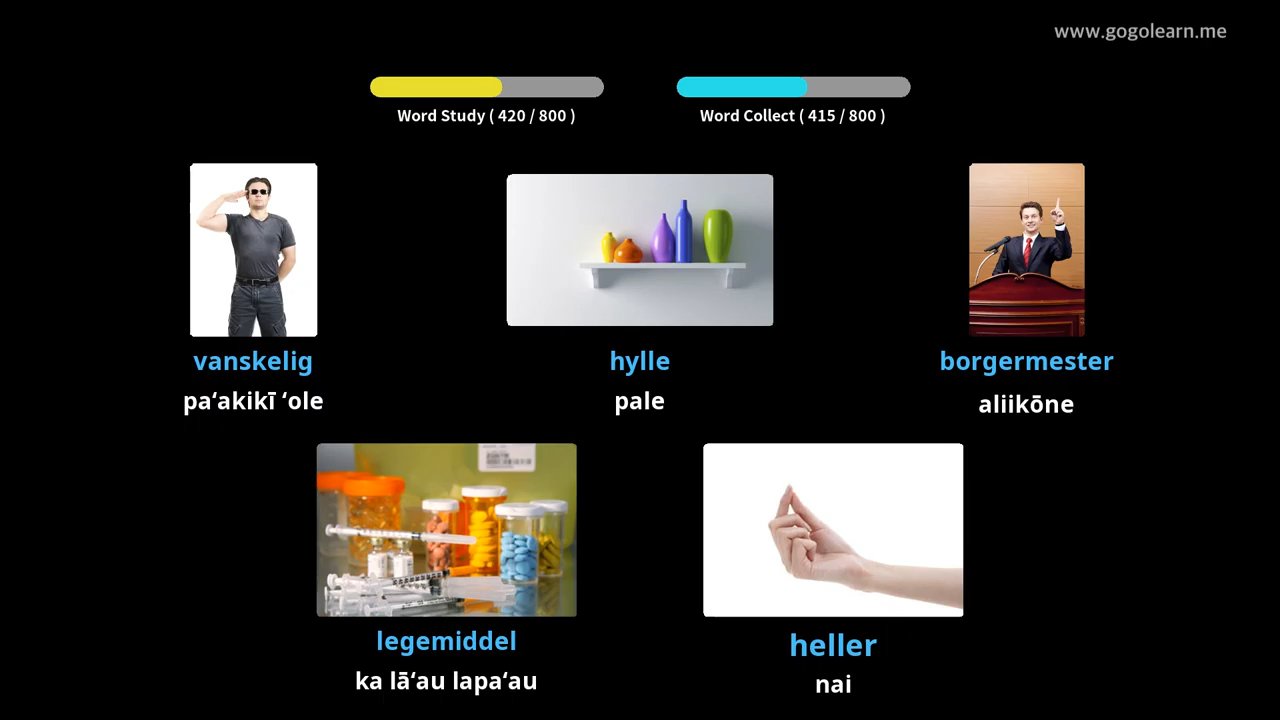 www.gogolearn.me
Word Study ( 420 / 800 )
Word Collect ( 415 / 800 )
vanskelig
hylle
borgermester
paʻakikī ʻole
pale
aliikōne
legemiddel
heller
ka lāʻau lapaʻau
nai